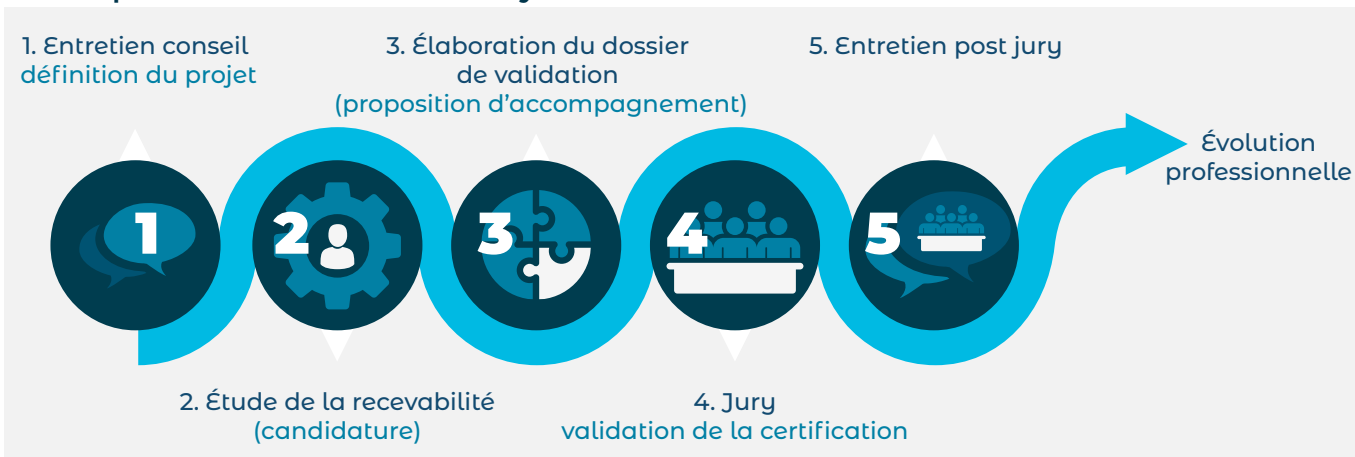 1. Entretien conseil
définition du projet
3. Élaboration du dossier
de validation
(proposition d’accompagnement)
5. Entretien post jury
Évolution
professionnelle
1
2
3
4
5
2. Étude de la recevabilité
(candidature)
4. Jury
validation de la certification